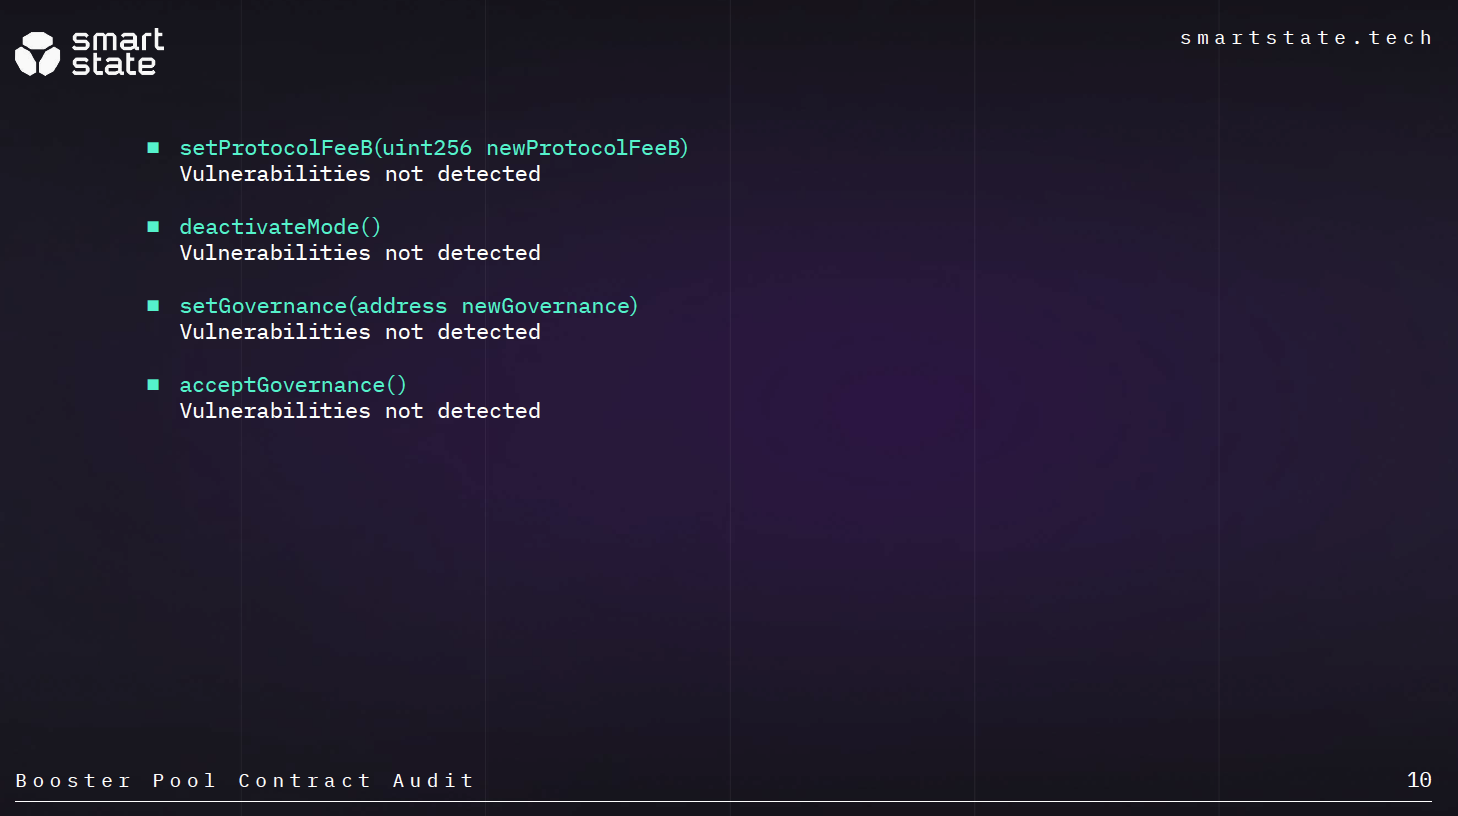 smart
state
smartstate.tech
■ setProtocolFeeB(uint256 newProtocolFeeB)
Vulnerabilities not detected
■ deactivateMode()
Vulnerabilities not detected
■ setGovernance(address newGovernance)
Vulnerabilities not detected
■ acceptGovernance()
Vulnerabilities not detected
Booster Pool Contract Audit
10